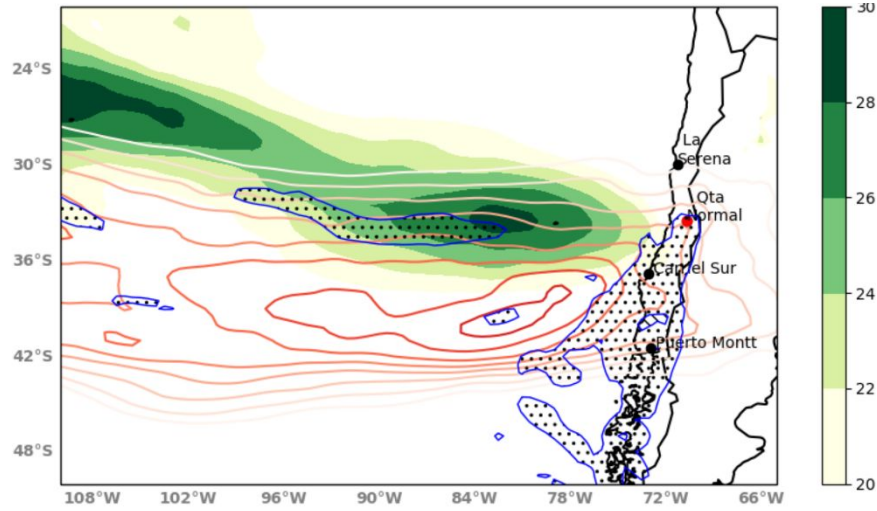 30
24°S
28
La
30°S
Serena
26
Qta
Normal
36°S
Carriel Sur
24
42°S
Puerto Montt
22
48°S
20
108°W 102°W 96°W 90°W 84°W 78°W 72°W 66°W